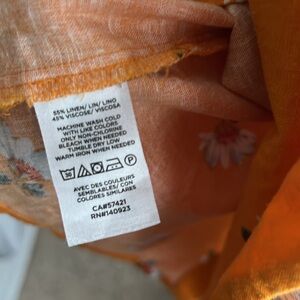 55% LINEN/ LIN/ LINO
45% VISCOSE/ VISCOSA
MACHINE WASH COLD
WITH LIKE COLORS
ONLY NON-CHLORINE
BLEACH WHEN NEEDED
TUMBLE DRY LOW
WARM IRON WHEN NEEDED
AVEC DES COULEURS
SEMBLABLES/ CON
COLORES SIMILARES
CA#57421
RN#140923